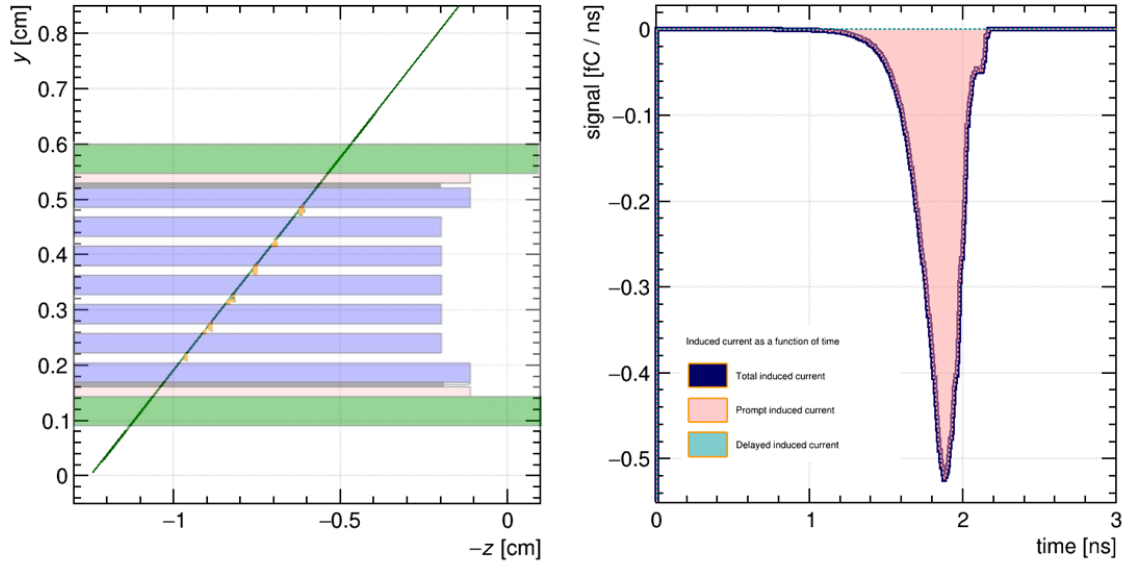 y [cm]
0.8
0.7
0.6
0.5
0.4
0.3
0.2
0.1
0
−1
−0.5
0
−z [cm]
signal [fC / ns]
0
−0.1
−0.2
−0.3
−0.4
−0.5
Induced current as a function of time
Total induced current
Prompt induced current
Delayed induced current
0
1
2
3
time [ns]